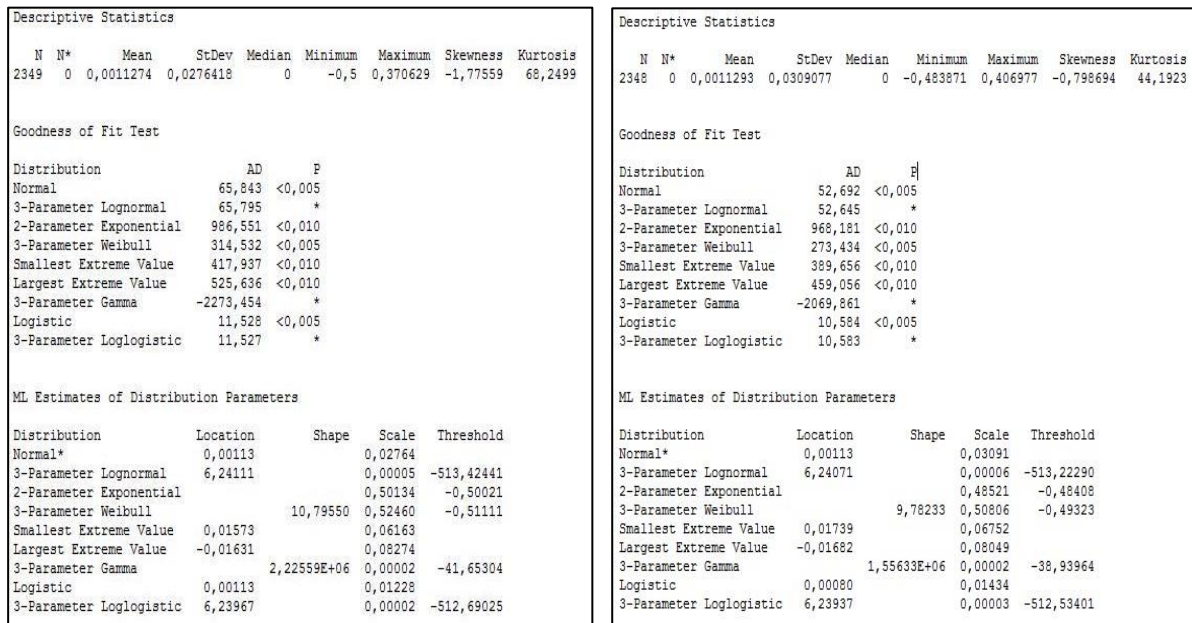 Descriptive Statistics
N N* Mean StDev Median Minimum Maximum Skewness Kurtosis
2349 0 0,0011274 0,0276418 0 -0,5 0,370629 -1,77559 68,2499
Goodness of Fit Test
Distribution AD P
Normal 65,843 <0,005
3-Parameter Lognormal 65,795 *
2-Parameter Exponential 986,551 <0,010
3-Parameter Weibull 314,532 <0,005
Smallest Extreme Value 417,937 <0,010
Largest Extreme Value 525,636 <0,010
3-Parameter Gamma -2273,454 *
Logistic 11,528 <0,005
3-Parameter Loglogistic 11,527 *
ML Estimates of Distribution Parameters
Distribution Location Shape Scale Threshold
Normal* 0,00113 0,02764
3-Parameter Lognormal 6,24111 0,00005 -513,42441
2-Parameter Exponential 0,50134 -0,50021
3-Parameter Weibull 10,79550 0,52460 -0,51111
Smallest Extreme Value 0,01573 0,06163
Largest Extreme Value -0,01631 0,08274
3-Parameter Gamma 2,22559E+06 0,00002 -41,65304
Logistic 0,00113 0,01228
3-Parameter Loglogistic 6,23967 0,00002 -512,69025
Descriptive Statistics
N N* Mean StDev Median Minimum Maximum Skewness Kurtosis
2348 0 0,0011293 0,0309077 0 -0,483871 0,406977 -0,798694 44,1923
Goodness of Fit Test
Distribution AD P
Normal 52,692 <0,005
3-Parameter Lognormal 52,645 *
2-Parameter Exponential 968,181 <0,010
3-Parameter Weibull 273,434 <0,005
Smallest Extreme Value 389,656 <0,010
Largest Extreme Value 459,056 <0,010
3-Parameter Gamma -2069,861 *
Logistic 10,584 <0,005
3-Parameter Loglogistic 10,583 *
ML Estimates of Distribution Parameters
Distribution Location Shape Scale Threshold
Normal* 0,00113 0,03091
3-Parameter Lognormal 6,24071 0,00006 -513,22290
2-Parameter Exponential 0,48521 -0,48408
3-Parameter Weibull 9,78233 0,50806 -0,49323
Smallest Extreme Value 0,01739 0,06752
Largest Extreme Value -0,01682 0,08049
3-Parameter Gamma 1,55633E+06 0,00002 -38,93964
Logistic 0,00080 0,01434
3-Parameter Loglogistic 6,23937 0,00003 -512,53401